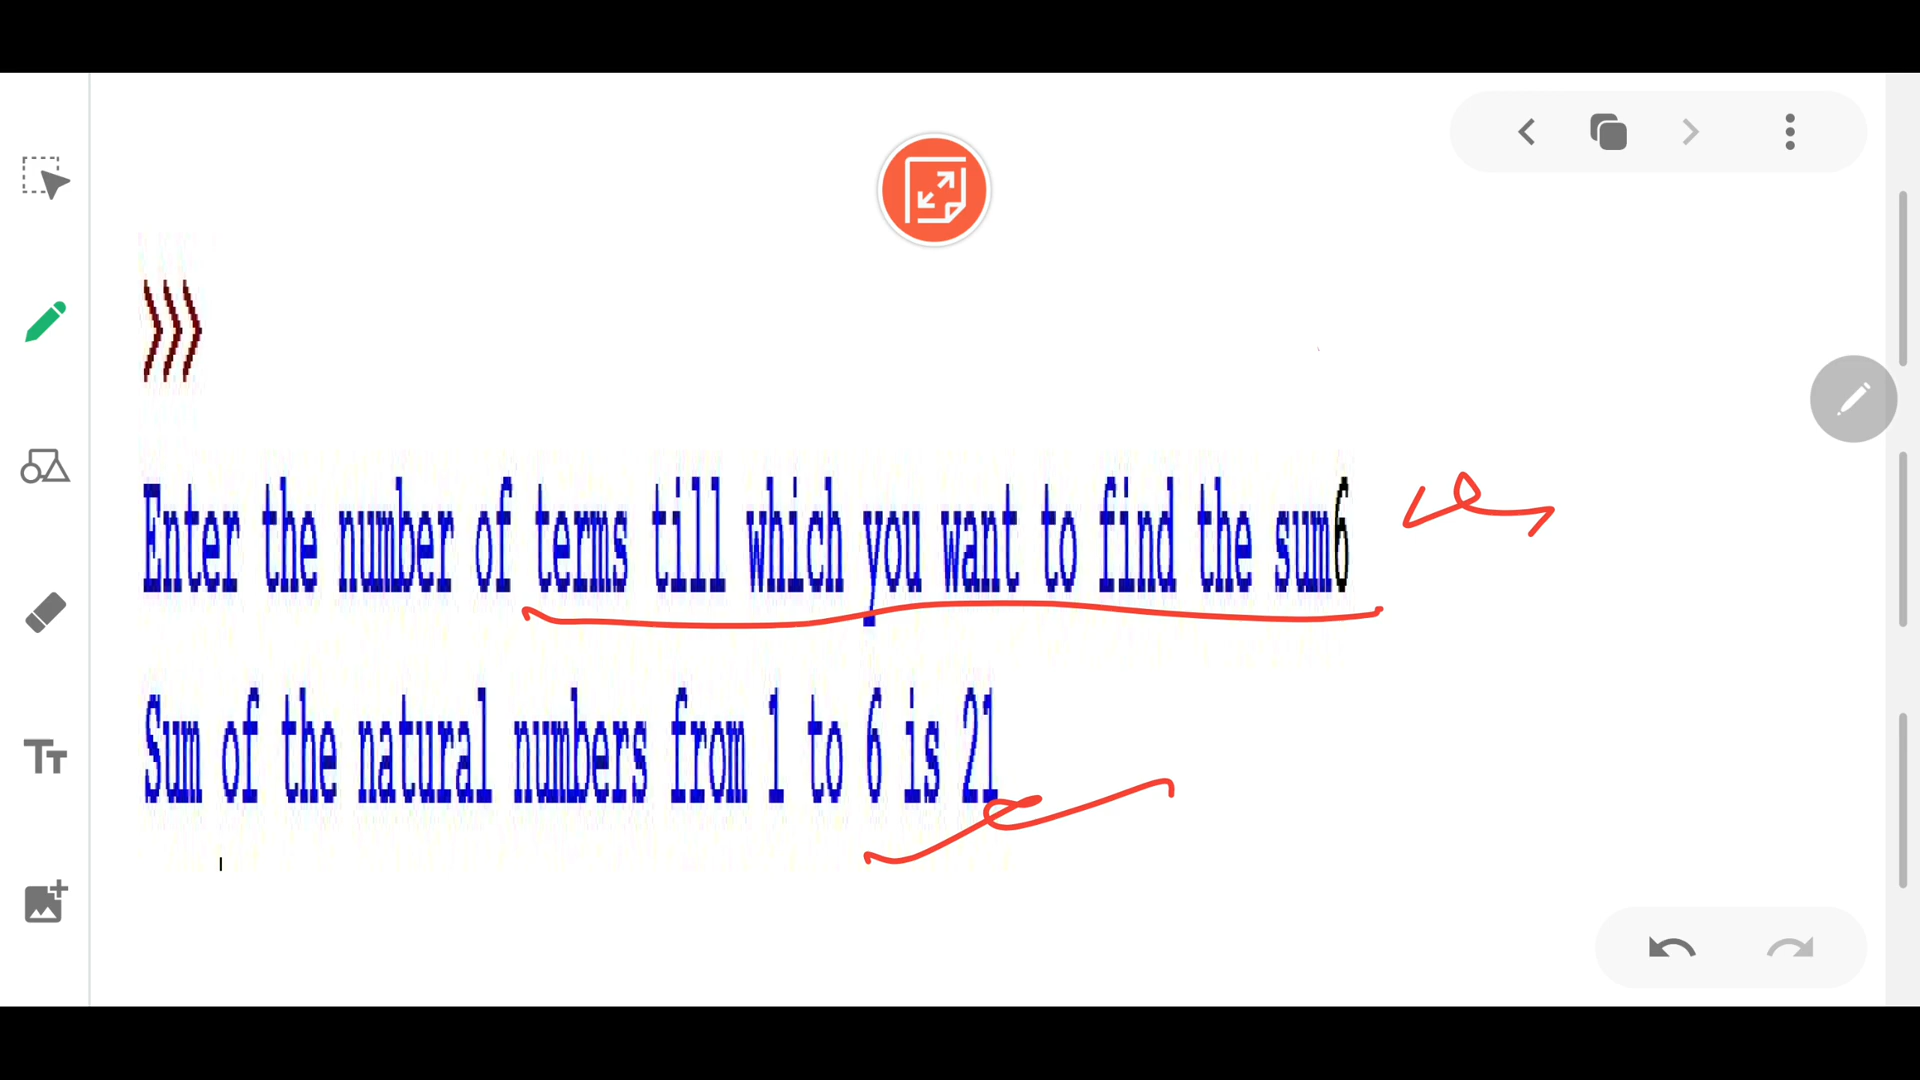 >>>
Enter the number of terms till which you want to find the sum6
Sum of the natural numbers from 1 to 6 is 21
Tт